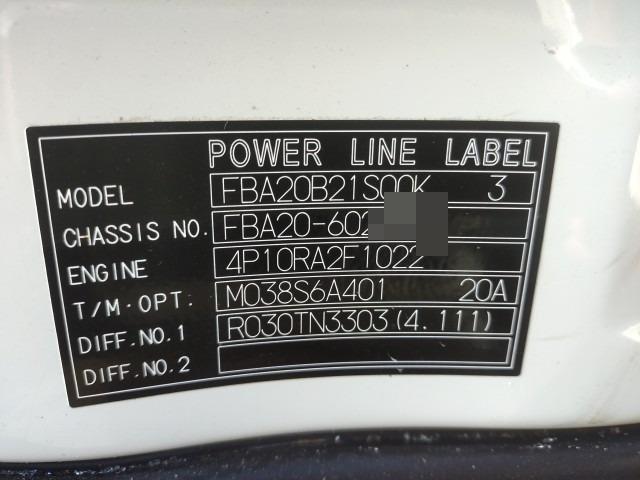 POWER LINE LABEL
MODEL FBA20B21S00K 3
CHASSIS NO. FBA20-602
ENGINE 4P10RA2F1022
T/M·OPT. M038S6A401 20A
DIFF.NO.1 R030TN3303(4.111)
DIFF.NO.2